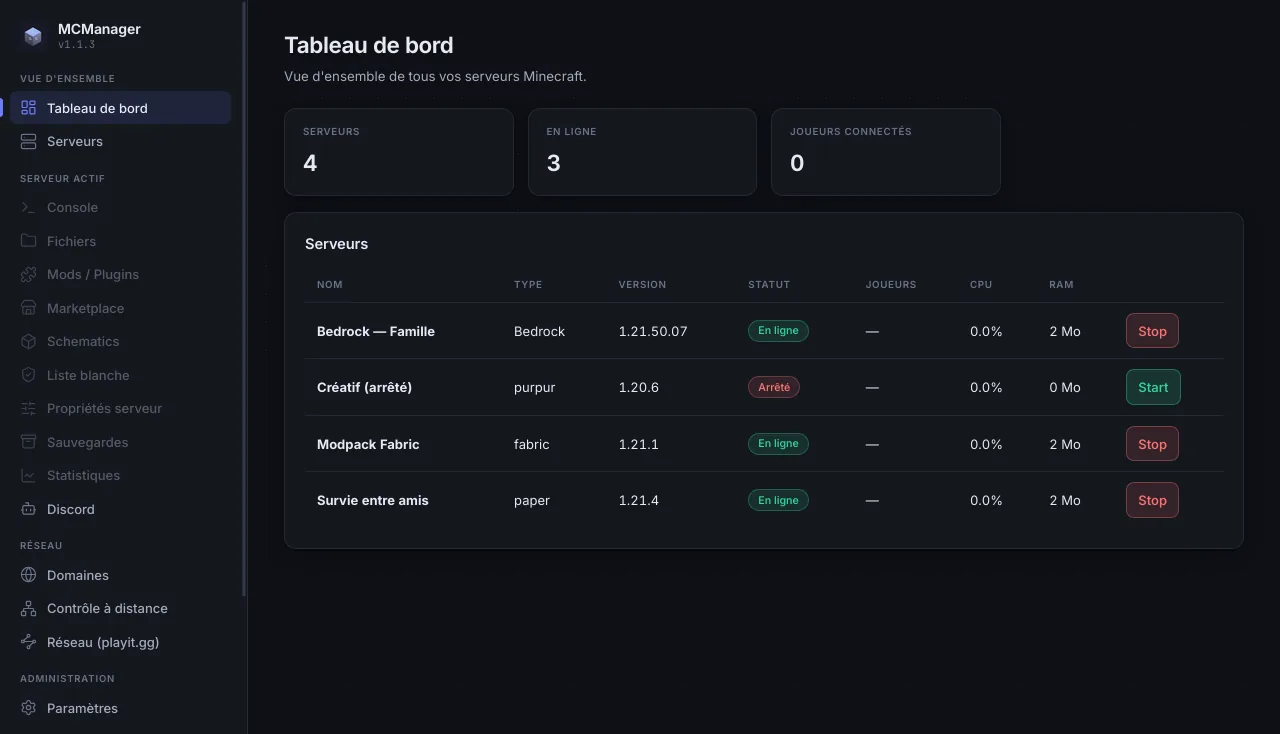 MCManager
v1.1.3
VUE D'ENSEMBLE
Tableau de bord
Serveurs
SERVEUR ACTIF
Console
Fichiers
Mods / Plugins
Marketplace
Schematics
Liste blanche
Propriétés serveur
Sauvegardes
Statistiques
Discord
RÉSEAU
Domaines
Contrôle à distance
Réseau (playit.gg)
ADMINISTRATION
Paramètres
Tableau de bord
Vue d'ensemble de tous vos serveurs Minecraft.
SERVEURS EN LIGNE JOUEURS CONNECTÉS
4 3 0
Serveurs
NOM TYPE VERSION STATUT JOUEURS CPU RAM
Bedrock — Famille Bedrock 1.21.50.07 En ligne — 0.0% 2 Mo Stop
Créatif (arrêté) purpur 1.20.6 Arrêté — 0.0% 0 Mo Start
Modpack Fabric fabric 1.21.1 En ligne — 0.0% 2 Mo Stop
Survie entre amis paper 1.21.4 En ligne — 0.0% 2 Mo Stop